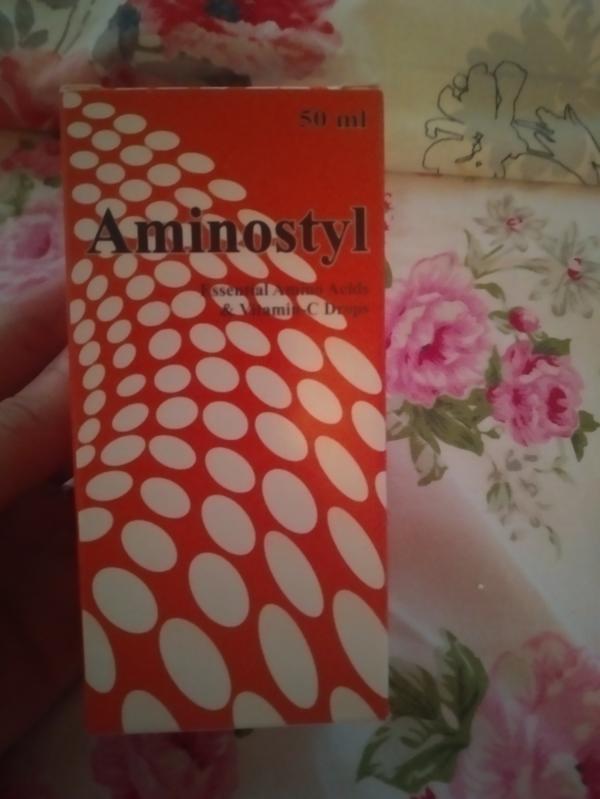 50 ml
Aminostyl
Essential Amino Acids
& Vitamin-C Drops